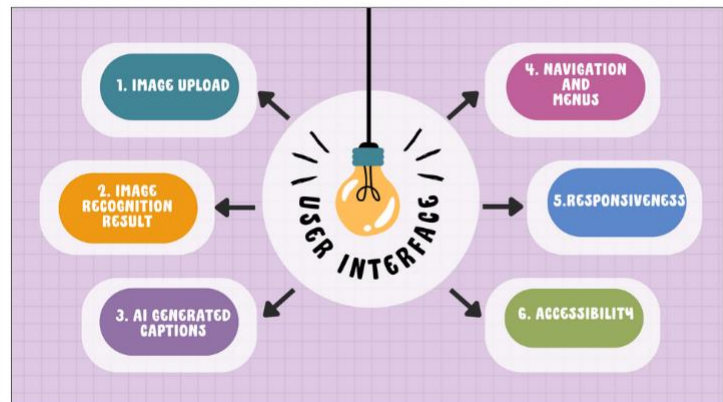 1. IMAGE UPLOAD
2. IMAGE
RECOGNITION
RESULT
3. AI GENERATED
CAPTIONS
USER INTERFACE
4. NAVIGATION
AND
MENUS
5.RESPONSIVENESS
6. ACCESSIBILITY